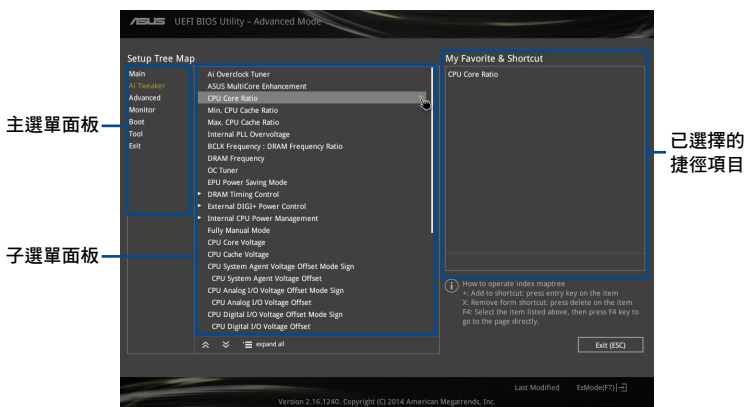 ASUS UEFI BIOS Utility – Advanced Mode
Setup Tree Map
Main
Ai Tweaker
Advanced
Monitor
Boot
Tool
Exit
Ai Overclock Tuner
ASUS MultiCore Enhancement
CPU Core Ratio
Min. CPU Cache Ratio
Max. CPU Cache Ratio
Internal PLL Overvoltage
BCLK Frequency : DRAM Frequency Ratio
DRAM Frequency
OC Tuner
EPU Power Saving Mode
DRAM Timing Control
External DIGI+ Power Control
Internal CPU Power Management
Fully Manual Mode
CPU Core Voltage
CPU Cache Voltage
CPU System Agent Voltage Offset Mode Sign
CPU System Agent Voltage Offset
CPU Analog I/O Voltage Offset Mode Sign
CPU Analog I/O Voltage Offset
CPU Digital I/O Voltage Offset Mode Sign
CPU Digital I/O Voltage Offset
expand all
My Favorite & Shortcut
CPU Core Ratio
How to operate index maptree
+: Add to shortcut: press entry key on the item
X: Remove form shortcut: press delete on the item
F4: Select the item listed above, then press F4 key to
go to the page directly.
Exit (ESC)
Last Modified
EzMode(F7)
Version 2.16.1240. Copyright (C) 2014 American Megatrends, Inc.
主選單面板
子選單面板
已選擇的
捷徑項目